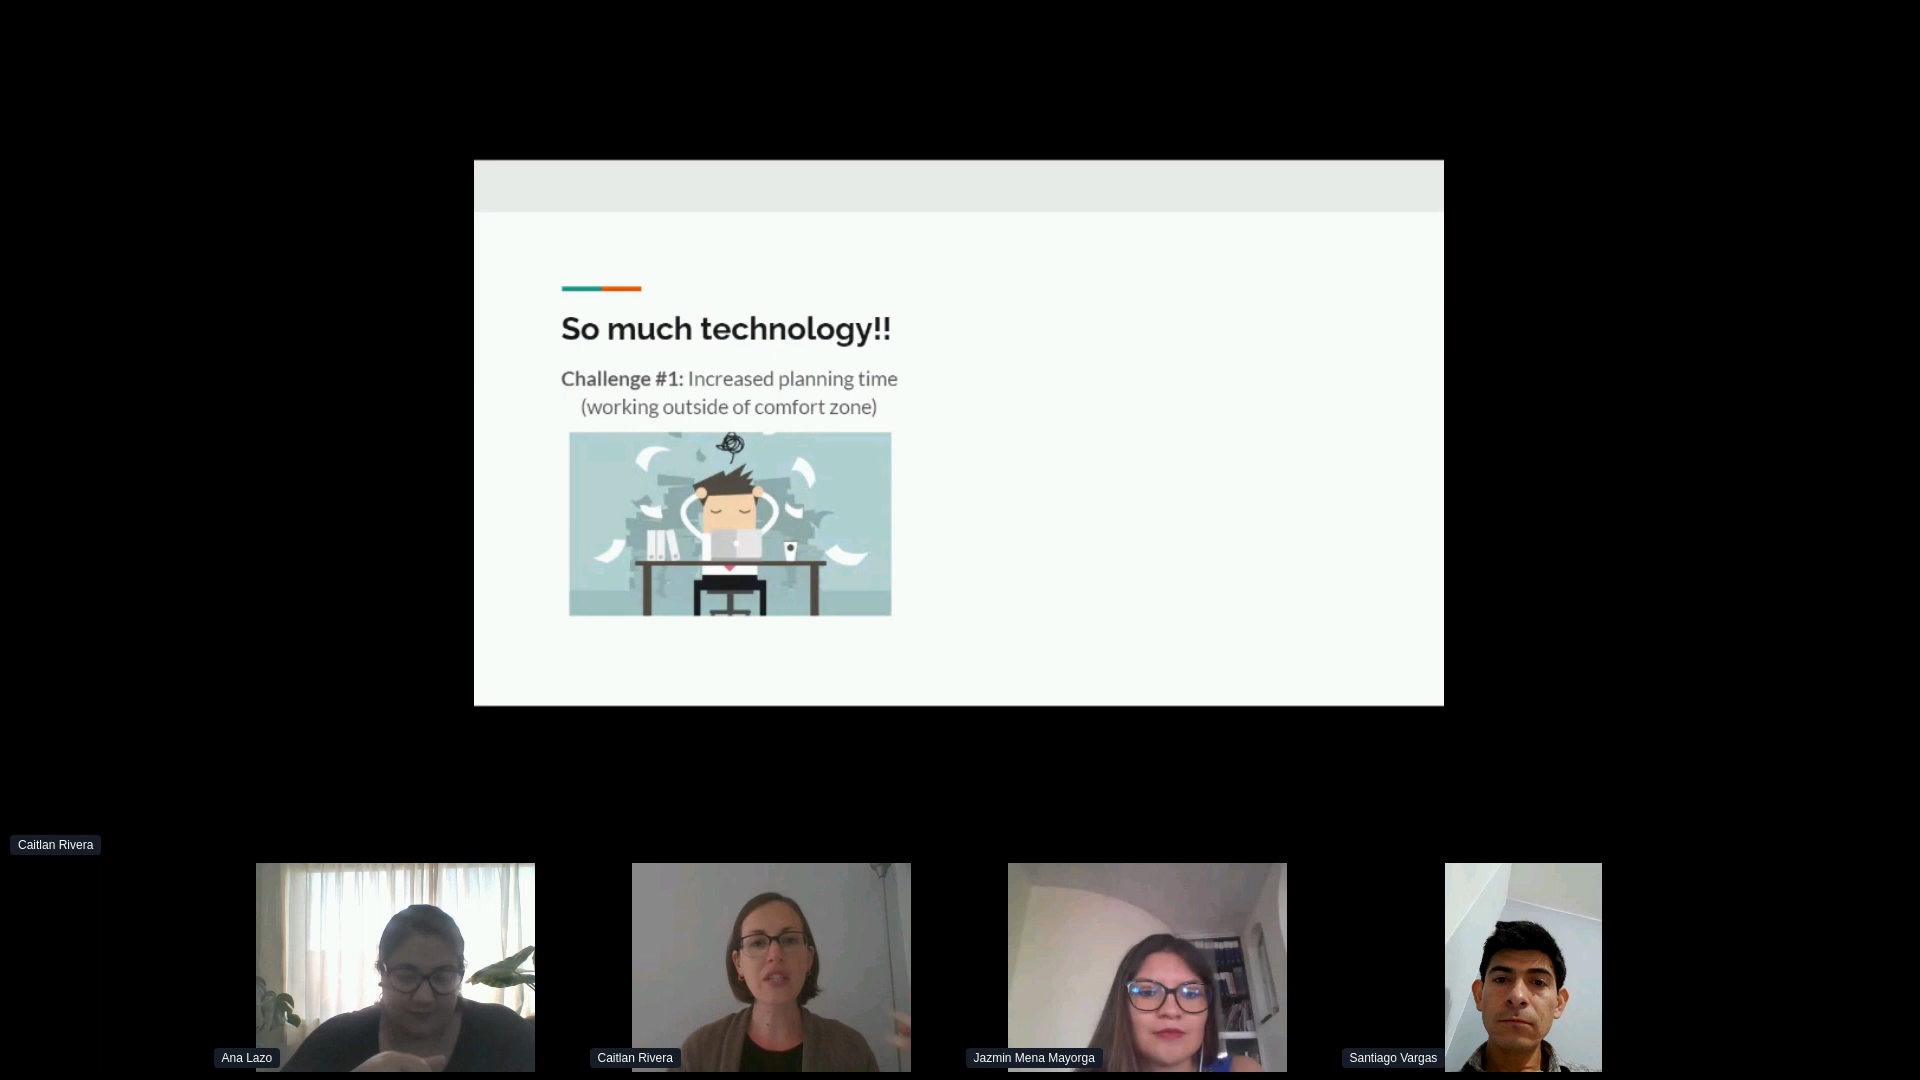 So much technology!!
Challenge #1: Increased planning time
(working outside of comfort zone)
Caitlan Rivera
Ana Lazo
Caitlan Rivera
Jazmin Mena Mayorga
Santiago Vargas